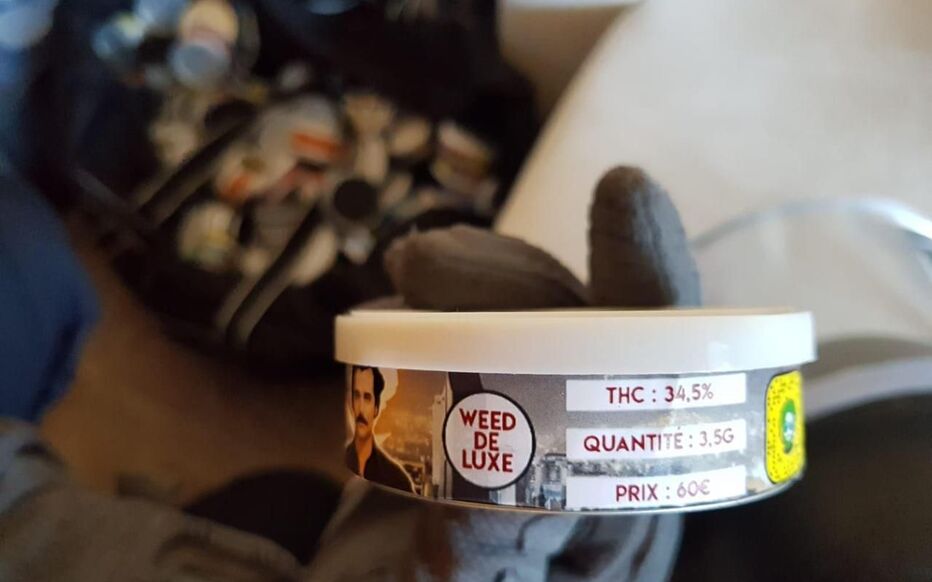 WEED
DE
LUXE
THC : 34,5%
QUANTITÉ : 3,5G
PRIX : 60€